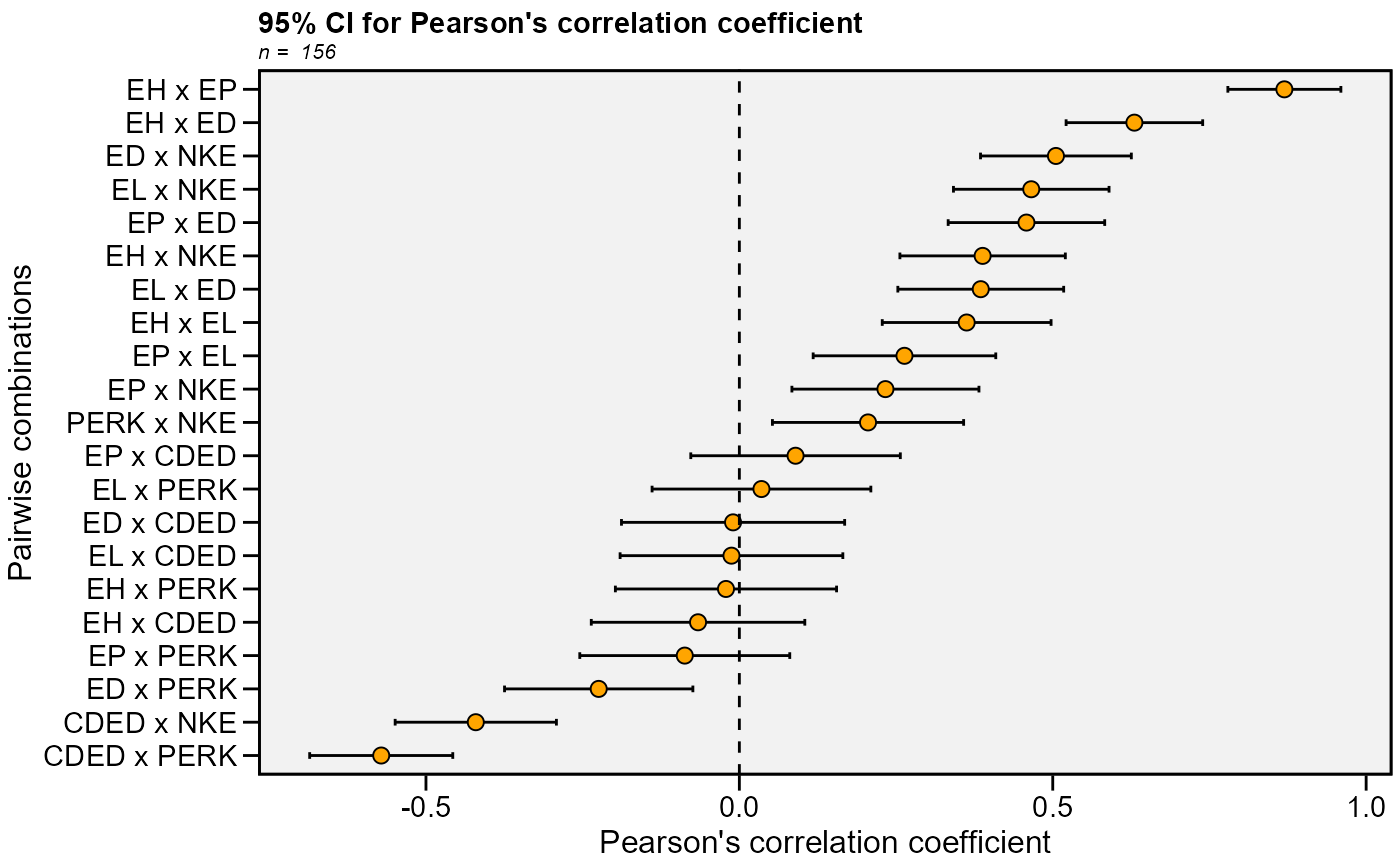 95% CI for Pearson's correlation coefficient
n =  156
Pairwise combinations
EH x EP
EH x ED
ED x NKE
EL x NKE
EP x ED
EH x NKE
EL x ED
EH x EL
EP x EL
EP x NKE
PERK x NKE
EP x CDED
EL x PERK
ED x CDED
EL x CDED
EH x PERK
EH x CDED
EP x PERK
ED x PERK
CDED x NKE
CDED x PERK
-0.5 0.0 0.5 1.0
Pearson's correlation coefficient